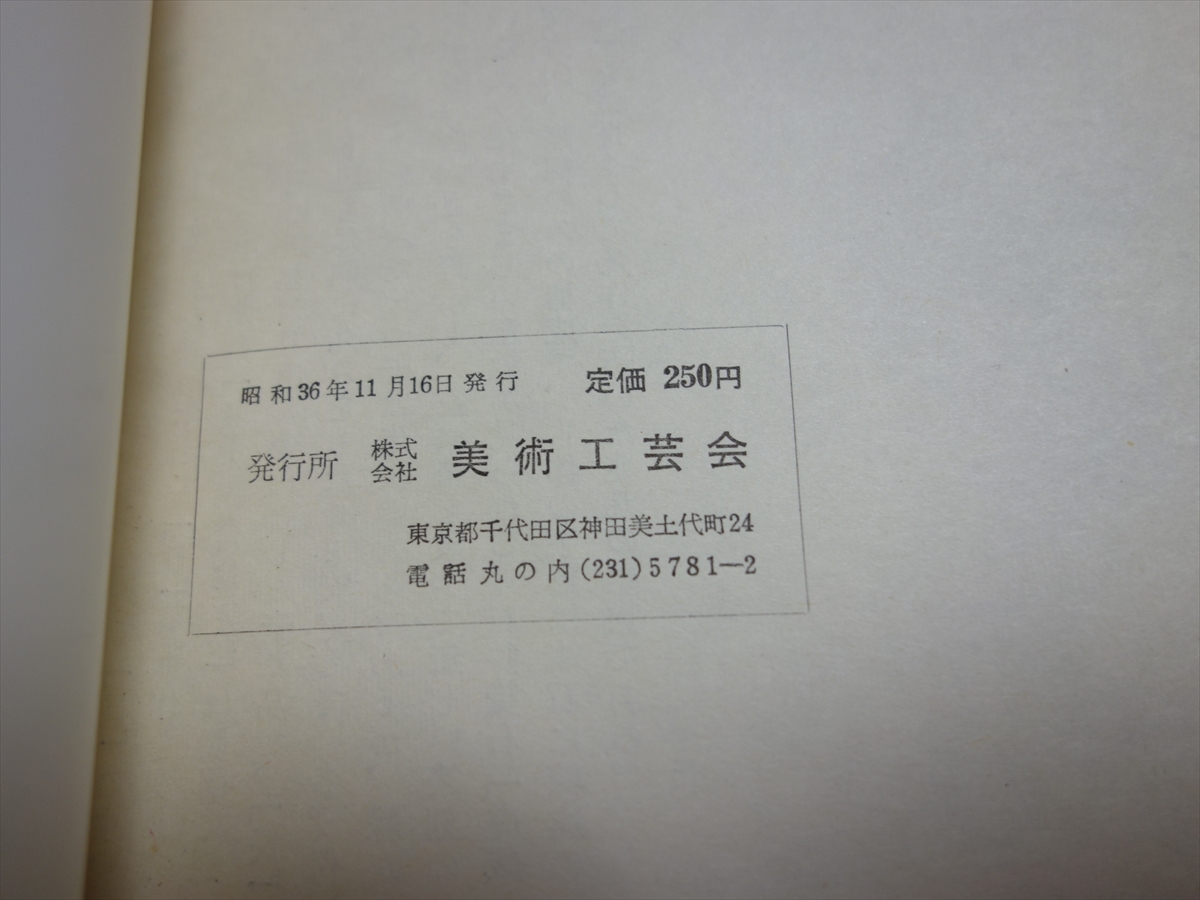 昭和36年11月16日発行 定価 250円
発行所 株式会社 美術工芸会
東京都千代田区神田美土代町24
電話丸の内(231)5781—2